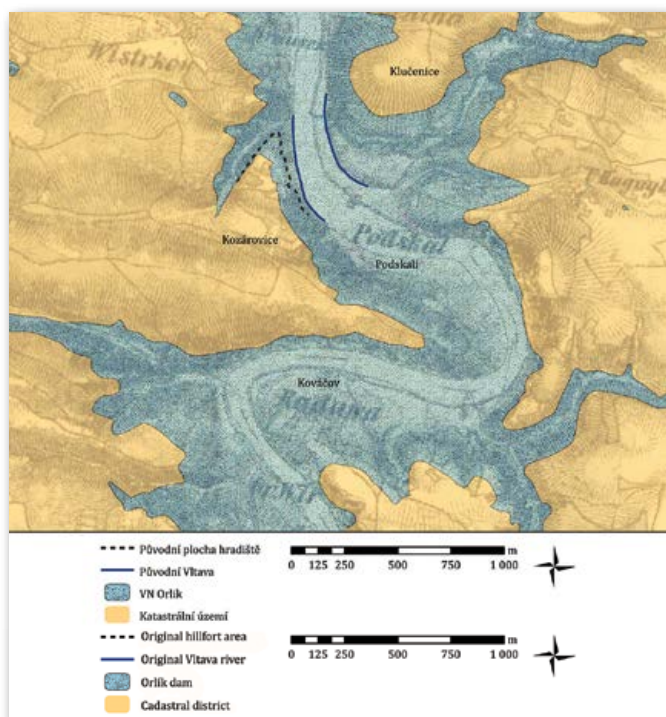 Wistrkow
Klučenice
Kozárovice
Podskal
Podskalí
Kováčov
Raduwa
Původní plocha hradiště
Původní Vltava
VN Orlík
Katastrální území
0 125 250 500 750 1 000 m
Original hillfort area
Original Vltava river
Orlík dam
Cadastral district
0 125 250 500 750 1 000 m